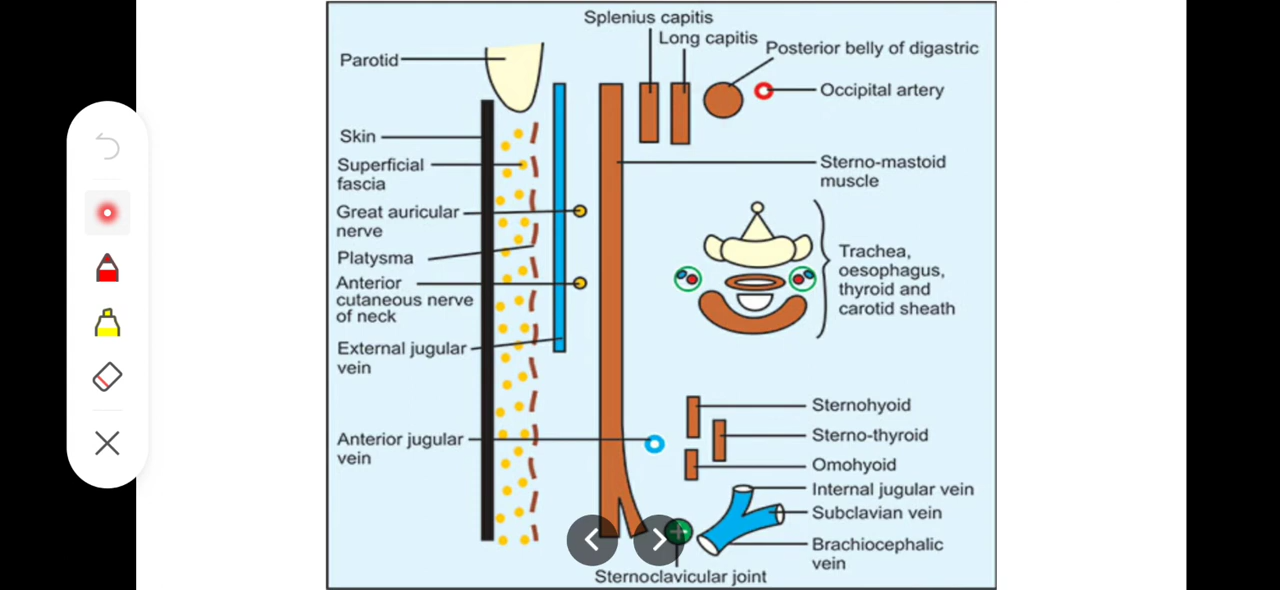 Splenius capitis
Long capitis
Posterior belly of digastric
Parotid
Occipital artery
Skin
Superficial
fascia
Sterno-mastoid
muscle
Great auricular
nerve
Platysma
Anterior
cutaneous nerve
of neck
Trachea,
oesophagus,
thyroid and
carotid sheath
External jugular
vein
Sternohyoid
Anterior jugular
vein
Sterno-thyroid
Omohyoid
Internal jugular vein
Subclavian vein
Brachiocephalic
vein
Sternoclavicular joint